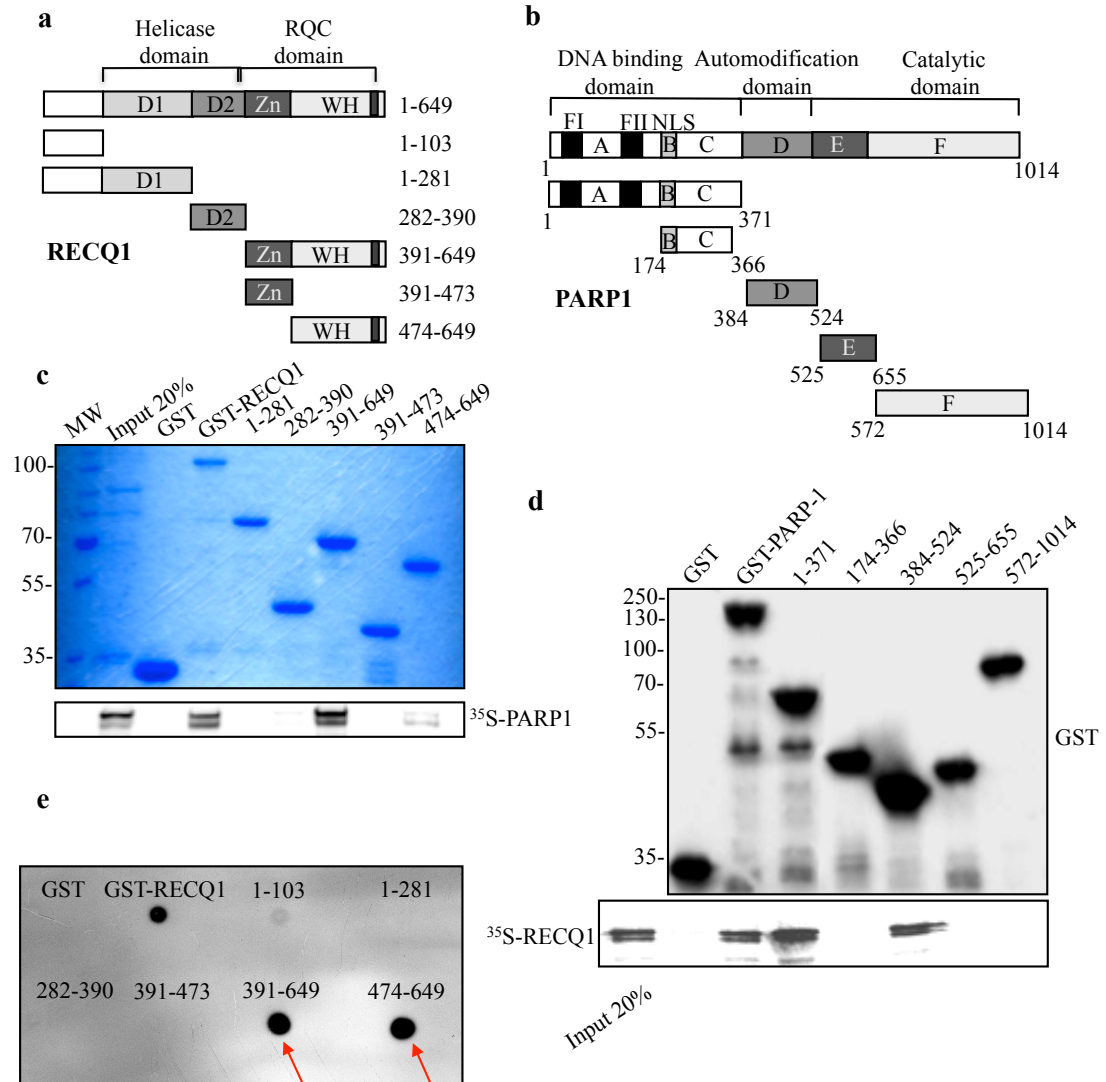 a
Helicase domain
RQC domain
D1 D2 Zn WH 1-649
1-103
D1 1-281
D2 282-390
RECQ1
Zn WH 391-649
Zn 391-473
WH 474-649
b
DNA binding domain
Automodification domain
Catalytic domain
FI FII NLS
A B C D E F
1 1014
A B C
1 371
B C
174 366
PARP1
D
384 524
E
525 655
F
572 1014
c
MW Input 20% GST GST-RECQ1 1-281 282-390 391-649 391-473 474-649
100-
70-
55-
35-
35S-PARP1
d
GST GST-PARP-1 1-371 174-366 384-524 525-655 572-1014
250-
130-
100-
70-
55-
35-
GST
35S-RECQ1
Input 20%
e
GST GST-RECQ1 1-103 1-281
282-390 391-473 391-649 474-649